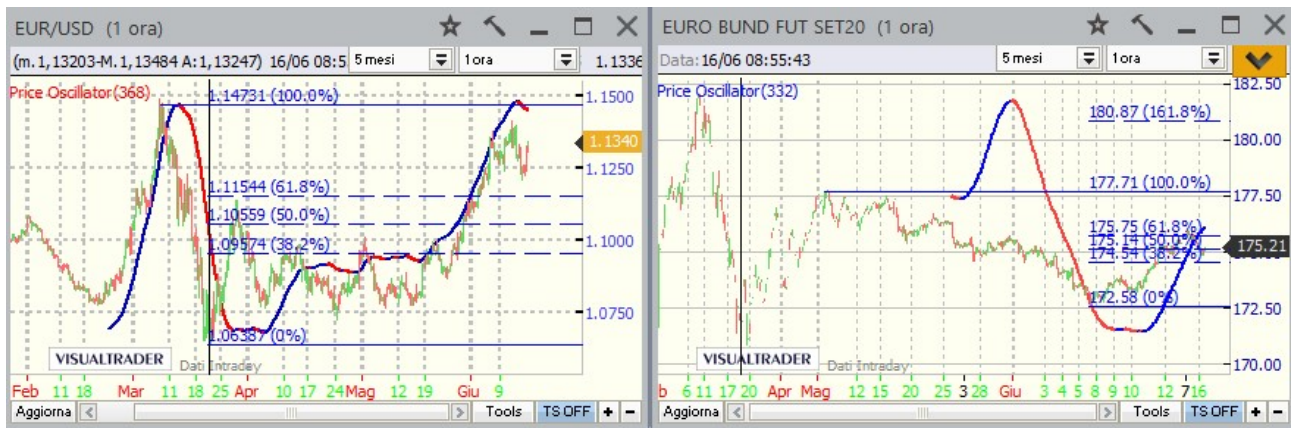 EUR/USD (1 ora)
(m.1,13203-M.1,13484 A:1,13247) 16/06 08:5
5 mesi
1 ora
1.1336
Price Oscillator(368)
1.14731 (100.0%)
1.11544 (61.8%)
1.10559 (50.0%)
1.09574 (38.2%)
1.06387 (0%)
1.1500
1.1340
1.1250
1.1000
1.0750
VISUALTRADER
Dati Intraday
Feb 11 18 Mar 11 18 25 Apr 10 17 24 Mag 12 19 Giu 9
Aggiorna Tools TS OFF + -
EURO BUND FUT SET20 (1 ora)
Data:16/06 08:55:43
5 mesi
1 ora
Price Oscillator(332)
180.87 (161.8%)
177.71 (100.0%)
175.75 (61.8%)
175.14 (50.0%)
174.54 (38.2%)
172.58 (0%)
182.50
180.00
177.50
175.21
172.50
170.00
VISUALTRADER
Dati Intraday
b 6 11 17 20 Apr Mag 15 20 25 3 28 Giu 3 4 5 8 9 10 12 7 16
Aggiorna Tools TS OFF + -